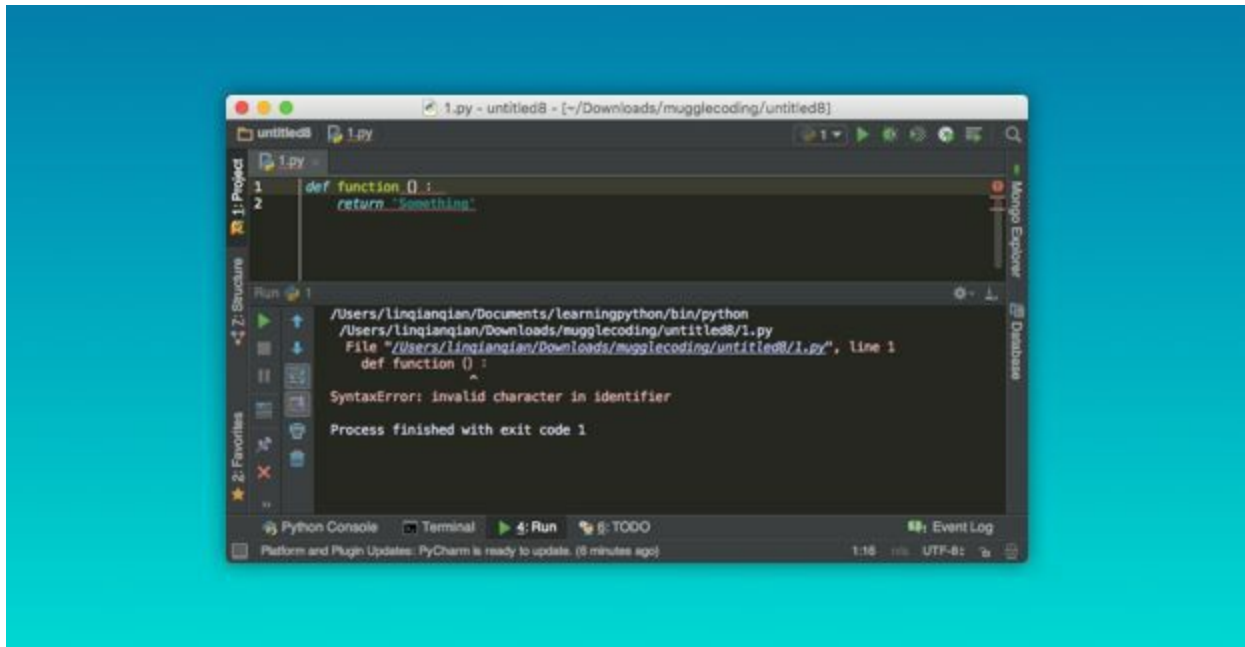 1.py - untitled8 - [~/Downloads/mugglecoding/untitled8]
untitled8 1.py
1
1.py
1: Project
1 def function () :
2 return 'Something'
Mongo Explorer
Z: Structure
Run 1
/Users/linqianqian/Documents/learningpython/bin/python
/Users/linqianqian/Downloads/mugglecoding/untitled8/1.py
File "/Users/linqianqian/Downloads/mugglecoding/untitled8/1.py", line 1
def function () :
^
SyntaxError: invalid character in identifier
Process finished with exit code 1
Database
2: Favorites
Python Console Terminal 4: Run 6: TODO Event Log
Platform and Plugin Updates: PyCharm is ready to update. (6 minutes ago) 1:16 n/a UTF-8